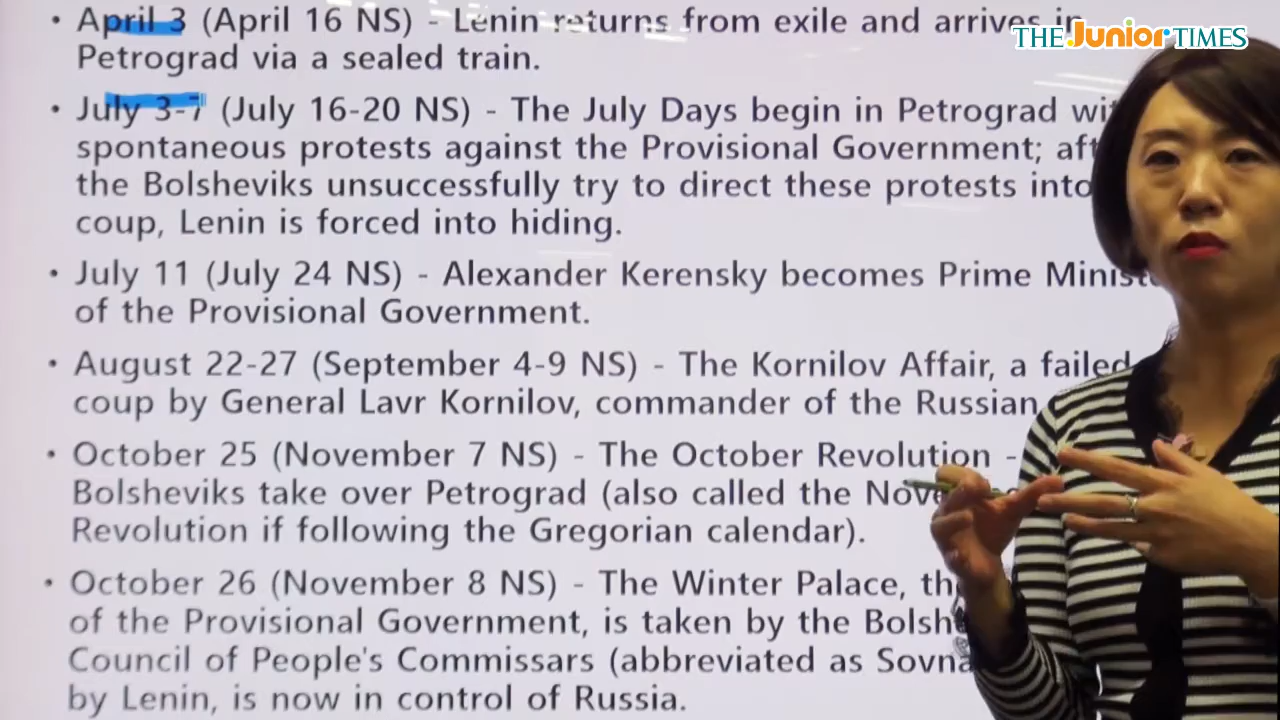 April 3 (April 16 NS) - Lenin returns from exile and arrives in
THE Junior TIMES
Petrograd via a sealed train.
July 3-7 (July 16-20 NS) - The July Days begin in Petrograd
spontaneous protests against the Provisional Government;
the Bolsheviks unsuccessfully try to direct these protests into
coup, Lenin is forced into hiding.
July 11 (July 24 NS) - Alexander Kerensky becomes Prime
of the Provisional Government.
August 22-27 (September 4-9 NS) - The Kornilov Affair, a failed
coup by General Lavr Kornilov, commander of the Russian
October 25 (November 7 NS) - The October Revolution -
Bolsheviks take over Petrograd (also called the
Revolution if following the Gregorian calendar).
October 26 (November 8 NS) - The Winter Palace,
of the Provisional Government, is taken by the
Council of People's Commissars (abbreviated as
by Lenin, is now in control of Russia.